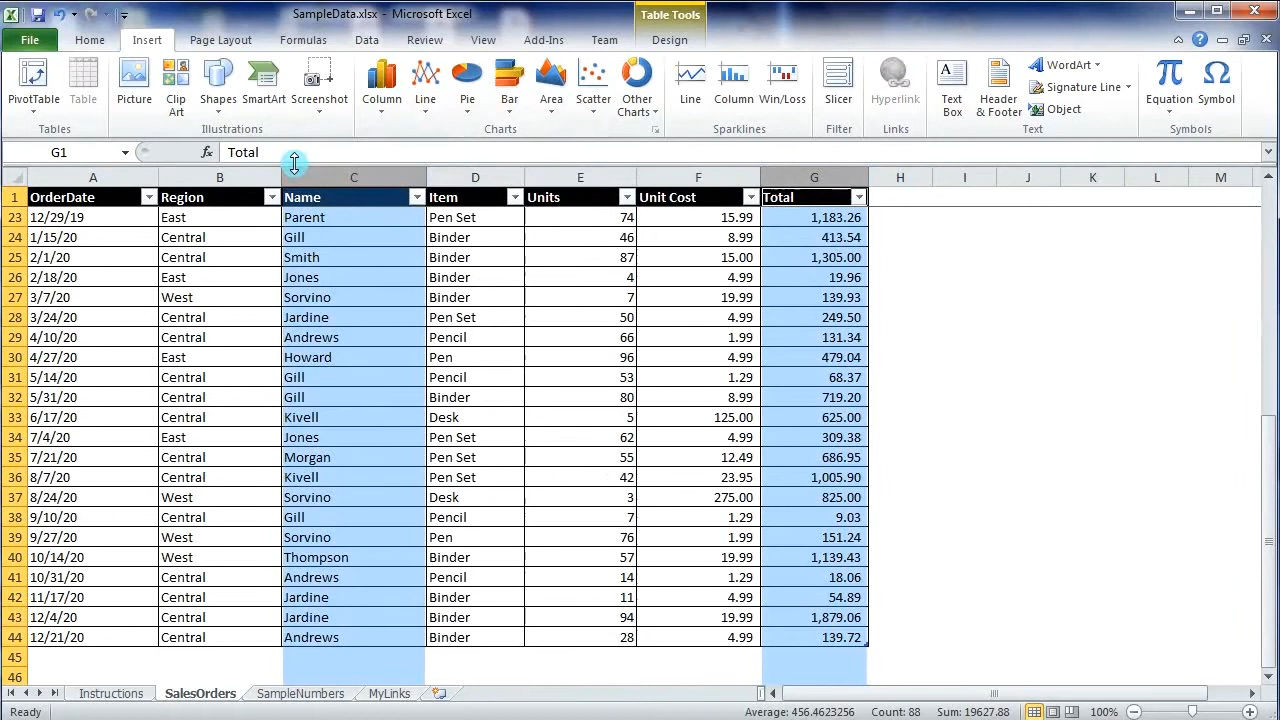 SampleData.xlsx - Microsoft Excel
Table Tools
File Home Insert Page Layout Formulas Data Review View Add-Ins Team Design
PivotTable Table Picture Clip Art Shapes SmartArt Screenshot Column Line Pie Bar Area Scatter Other Charts Line Column Win/Loss Slicer Hyperlink Text Box Header & Footer WordArt Signature Line Object Equation Symbol
Tables Illustrations Charts Sparklines Filter Links Text Symbols
G1 fx Total
A B C D E F G H I J K L M
1 OrderDate Region Name Item Units Unit Cost Total
23 12/29/19 East Parent Pen Set 74 15.99 1,183.26
24 1/15/20 Central Gill Binder 46 8.99 413.54
25 2/1/20 Central Smith Binder 87 15.00 1,305.00
26 2/18/20 East Jones Binder 4 4.99 19.96
27 3/7/20 West Sorvino Binder 7 19.99 139.93
28 3/24/20 Central Jardine Pen Set 50 4.99 249.50
29 4/10/20 Central Andrews Pencil 66 1.99 131.34
30 4/27/20 East Howard Pen 96 4.99 479.04
31 5/14/20 Central Gill Pencil 53 1.29 68.37
32 5/31/20 Central Gill Binder 80 8.99 719.20
33 6/17/20 Central Kivell Desk 5 125.00 625.00
34 7/4/20 East Jones Pen Set 62 4.99 309.38
35 7/21/20 Central Morgan Pen Set 55 12.49 686.95
36 8/7/20 Central Kivell Pen Set 42 23.95 1,005.90
37 8/24/20 West Sorvino Desk 3 275.00 825.00
38 9/10/20 Central Gill Pencil 7 1.29 9.03
39 9/27/20 West Sorvino Pen 76 1.99 151.24
40 10/14/20 West Thompson Binder 57 19.99 1,139.43
41 10/31/20 Central Andrews Pencil 14 1.29 18.06
42 11/17/20 Central Jardine Binder 11 4.99 54.89
43 12/4/20 Central Jardine Binder 94 19.99 1,879.06
44 12/21/20 Central Andrews Binder 28 4.99 139.72
45
46
Instructions SalesOrders SampleNumbers MyLinks
Ready Average: 456.4623256 Count: 88 Sum: 19627.88 100%